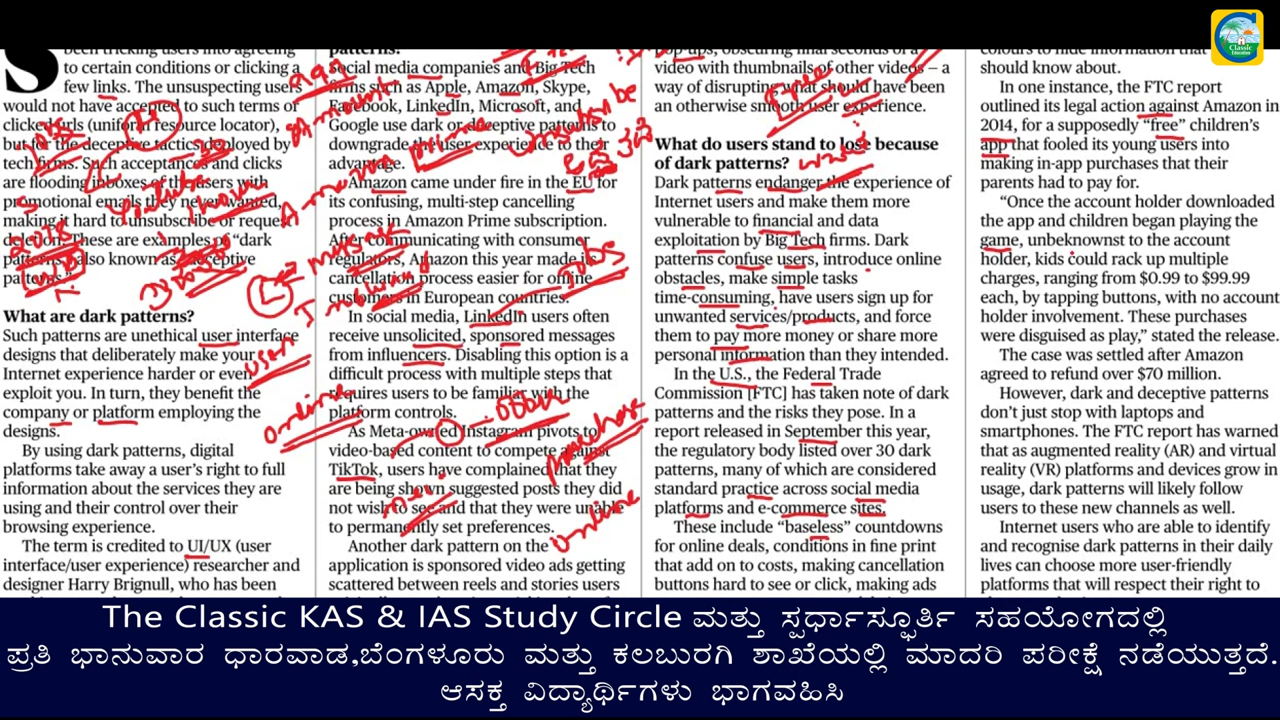 been tricking users into agreeing
S
to certain conditions or clicking a
few links. The unsuspecting users
would not have accepted to such terms or
clicked urls (uniform resource locator),
but for the deceptive tactics deployed by
tech firms. Such acceptances and clicks
are flooding inboxes of the users with
promotional emails they never wanted,
making it hard to unsubscribe or request
deletion. These are examples of “dark
patterns”, also known as “deceptive
patterns.”
What are dark patterns?
Such patterns are unethical user interface
designs that deliberately make your
Internet experience harder or even
exploit you. In turn, they benefit the
company or platform employing the
designs.
By using dark patterns, digital
platforms take away a user’s right to full
information about the services they are
using and their control over their
browsing experience.
The term is credited to UI/UX (user
interface/user experience) researcher and
designer Harry Brignull, who has been
patterns?
Social media companies and Big Tech
firms such as Apple, Amazon, Skype,
Facebook, LinkedIn, Microsoft, and
Google use dark or deceptive patterns to
downgrade the user experience to their
advantage.
Amazon came under fire in the EU for
its confusing, multi-step cancelling
process in Amazon Prime subscription.
After communicating with consumer
regulators, Amazon this year made its
cancellation process easier for online
customers in European countries.
In social media, LinkedIn users often
receive unsolicited, sponsored messages
from influencers. Disabling this option is a
difficult process with multiple steps that
requires users to be familiar with the
platform controls.
As Meta-owned Instagram pivots to
video-based content to compete against
TikTok, users have complained that they
are being shown suggested posts they did
not wish to see and that they were unable
to permanently set preferences.
Another dark pattern on the
application is sponsored video ads getting
scattered between reels and stories users
pop-ups, obscuring final seconds of a
video with thumbnails of other videos – a
way of disrupting what should have been
an otherwise smooth user experience.
What do users stand to lose because
of dark patterns?
Dark patterns endanger the experience of
Internet users and make them more
vulnerable to financial and data
exploitation by Big Tech firms. Dark
patterns confuse users, introduce online
obstacles, make simple tasks
time-consuming, have users sign up for
unwanted services/products, and force
them to pay more money or share more
personal information than they intended.
In the U.S., the Federal Trade
Commission [FTC] has taken note of dark
patterns and the risks they pose. In a
report released in September this year,
the regulatory body listed over 30 dark
patterns, many of which are considered
standard practice across social media
platforms and e-commerce sites.
These include “baseless” countdowns
for online deals, conditions in fine print
that add on to costs, making cancellation
buttons hard to see or click, making ads
colours to hide information that
should know about.
In one instance, the FTC report
outlined its legal action against Amazon in
2014, for a supposedly “free” children’s
app that fooled its young users into
making in-app purchases that their
parents had to pay for.
“Once the account holder downloaded
the app and children began playing the
game, unbeknownst to the account
holder, kids could rack up multiple
charges, ranging from $0.99 to $99.99
each, by tapping buttons, with no account
holder involvement. These purchases
were disguised as play,” stated the release.
The case was settled after Amazon
agreed to refund over $70 million.
However, dark and deceptive patterns
don’t just stop with laptops and
smartphones. The FTC report has warned
that as augmented reality (AR) and virtual
reality (VR) platforms and devices grow in
usage, dark patterns will likely follow
users to these new channels as well.
Internet users who are able to identify
and recognise dark patterns in their daily
lives can choose more user-friendly
platforms that will respect their right to
Amazon
Prime
user
online
Jobs
offer
purchase
online
free
Classic
Education
The Classic KAS & IAS Study Circle ಮತ್ತು ಸ್ಪರ್ಧಾಸ್ಫೂರ್ತಿ ಸಹಯೋಗದಲ್ಲಿ
ಪ್ರತಿ ಭಾನುವಾರ ಧಾರವಾಡ,ಬೆಂಗಳೂರು ಮತ್ತು ಕಲಬುರಗಿ ಶಾಖೆಯಲ್ಲಿ ಮಾದರಿ ಪರೀಕ್ಷೆ ನಡೆಯುತ್ತದೆ.
ಆಸಕ್ತ ವಿದ್ಯಾರ್ಥಿಗಳು ಭಾಗವಹಿಸಿ